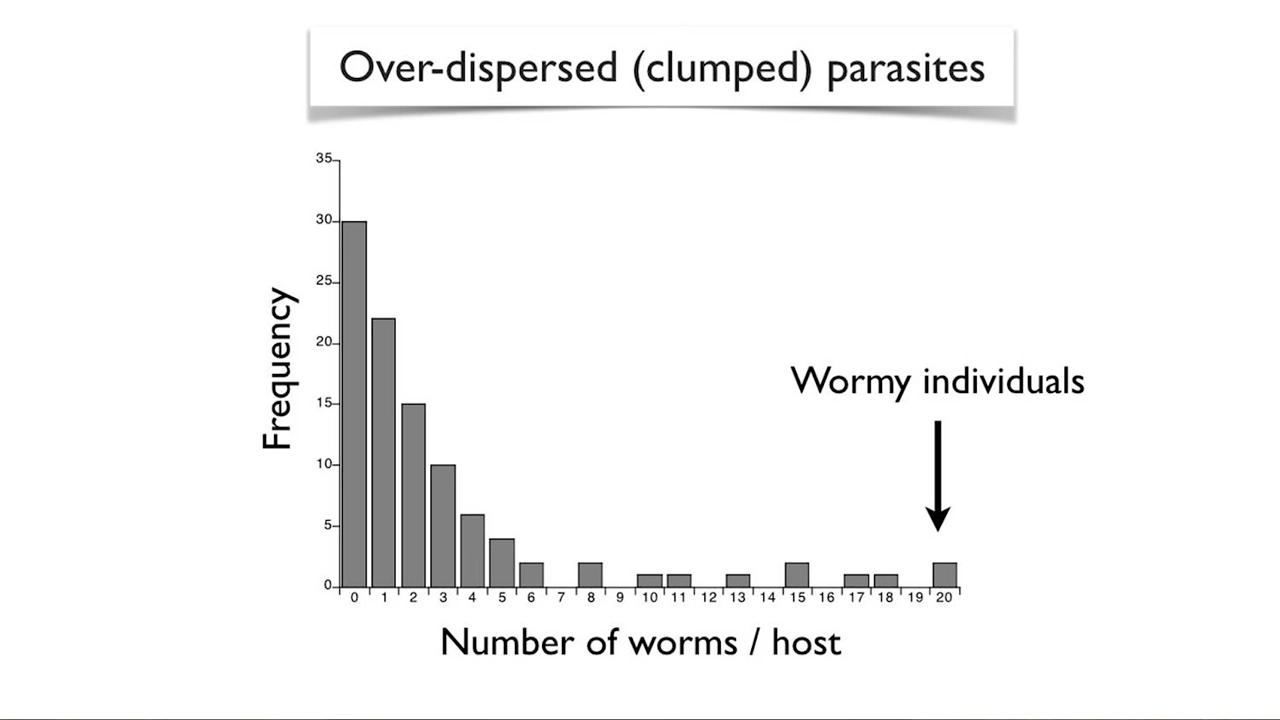 Over-dispersed (clumped) parasites
35
30
25
20
15
10
5
0
Frequency
Wormy individuals
0 1 2 3 4 5 6 7 8 9 10 11 12 13 14 15 16 17 18 19 20
Number of worms / host